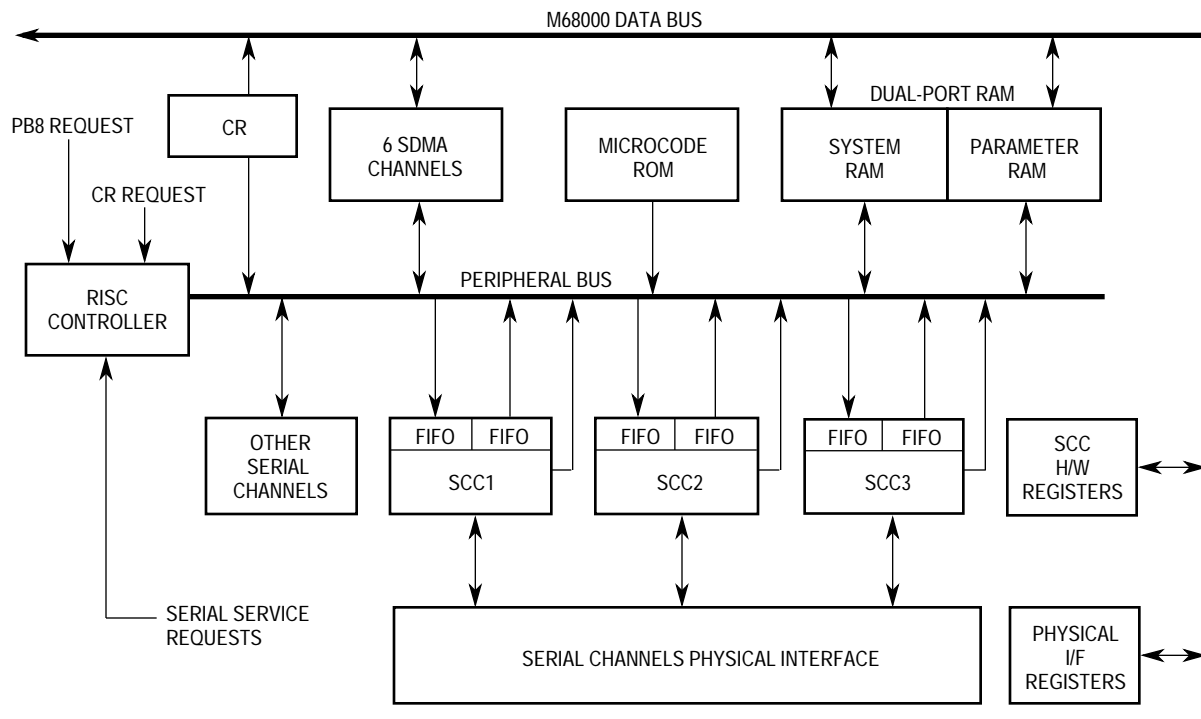 M68000 DATA BUS
DUAL-PORT RAM
PB8 REQUEST
CR
6 SDMA
CHANNELS
MICROCODE
ROM
SYSTEM
RAM
PARAMETER
RAM
CR REQUEST
RISC
CONTROLLER
PERIPHERAL BUS
OTHER
SERIAL
CHANNELS
FIFO FIFO
SCC1
FIFO FIFO
SCC2
FIFO FIFO
SCC3
SCC
H/W
REGISTERS
SERIAL SERVICE
REQUESTS
SERIAL CHANNELS PHYSICAL INTERFACE
PHYSICAL
I/F
REGISTERS